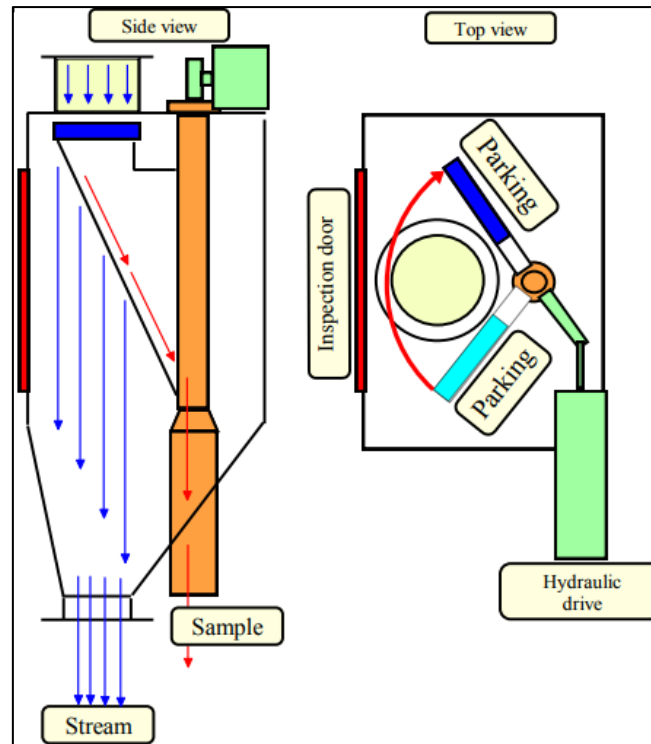 Side view
Top view
Parking
Inspection door
Parking
Hydraulic
drive
Sample
Stream